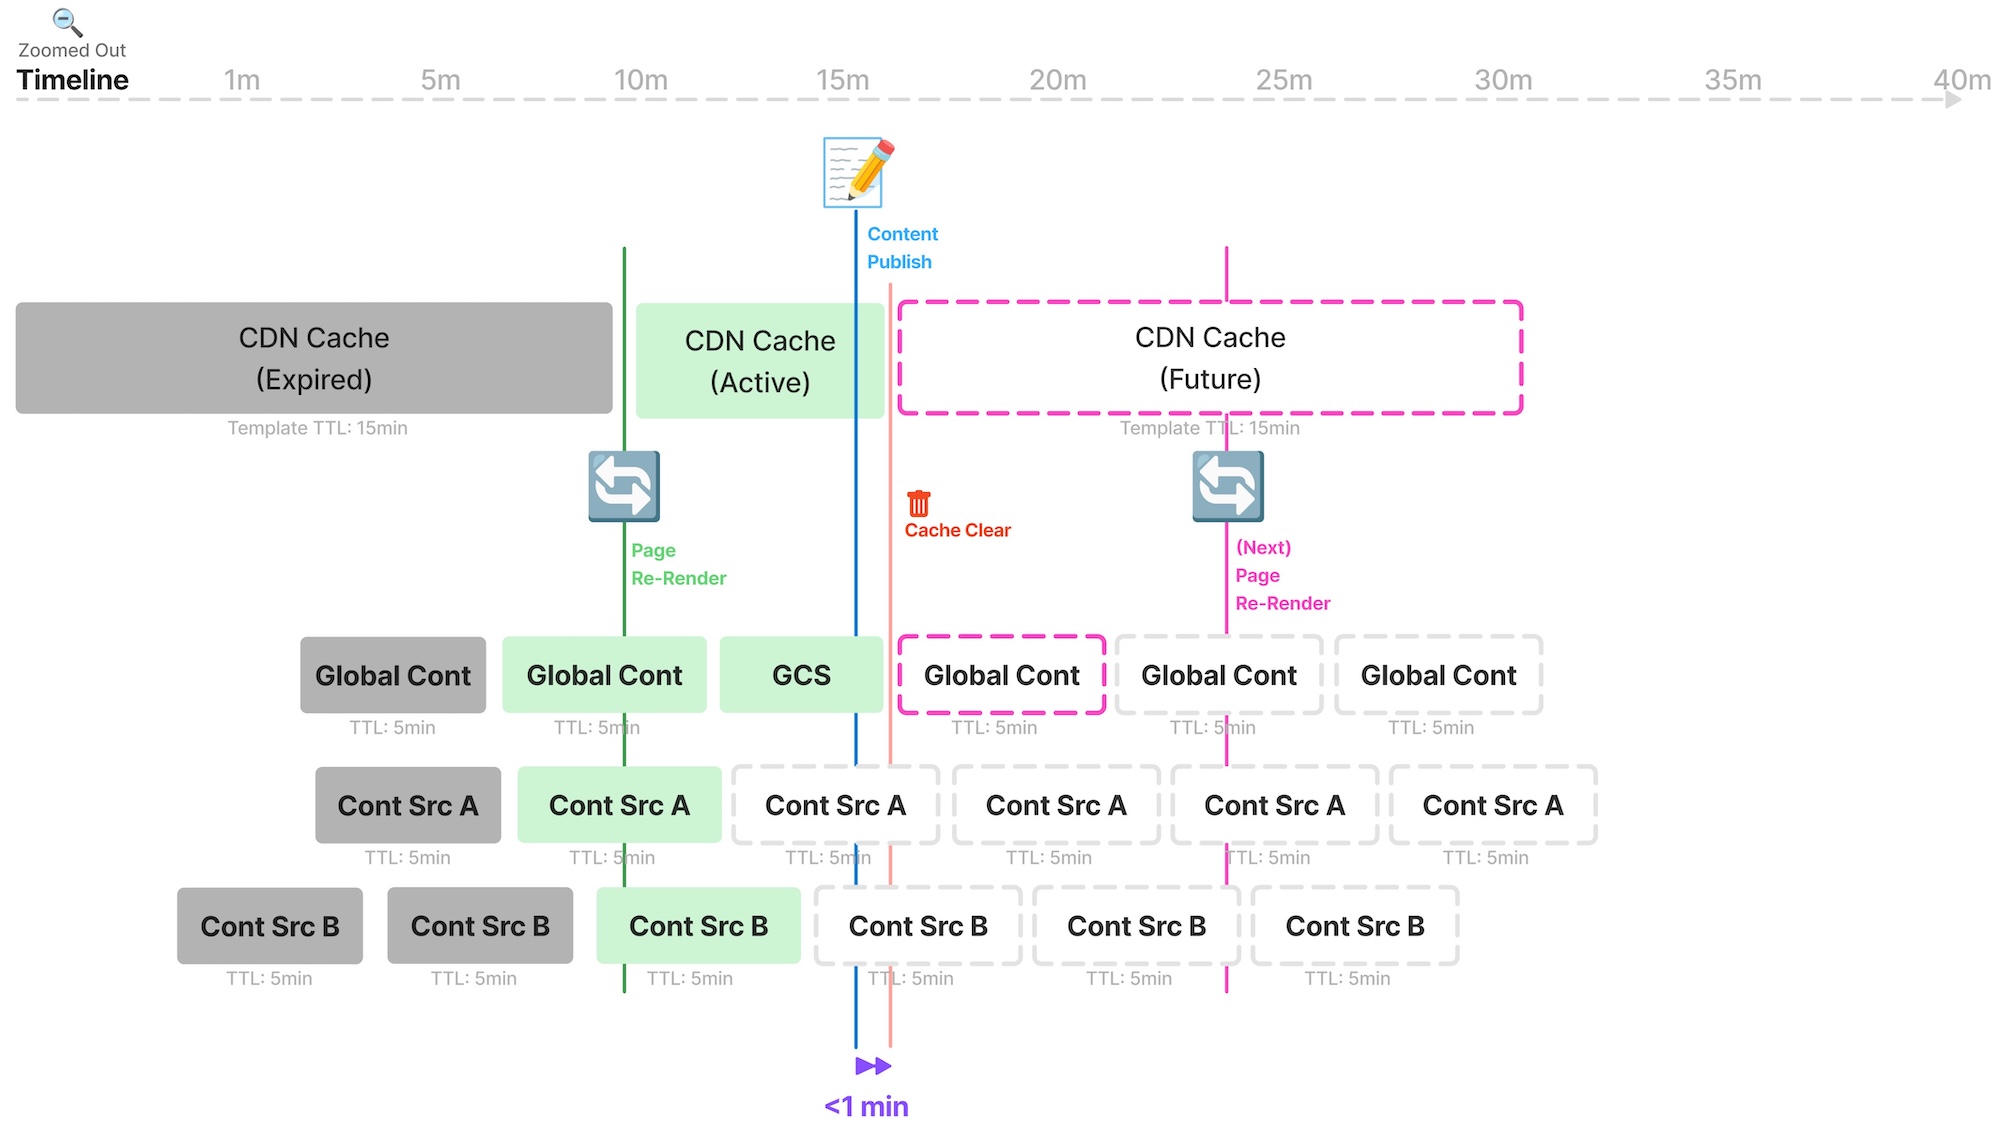 Zoomed Out
Timeline 1m 5m 10m 15m 20m 25m 30m 35m 40m
Content
Publish
CDN Cache
(Expired)
Template TTL: 15min
CDN Cache
(Active)
CDN Cache
(Future)
Template TTL: 15min
Cache Clear
Page
Re-Render
(Next)
Page
Re-Render
Global Cont Global Cont GCS Global Cont Global Cont Global Cont
TTL: 5min TTL: 5min TTL: 5min TTL: 5min TTL: 5min
Cont Src A Cont Src A Cont Src A Cont Src A Cont Src A Cont Src A
TTL: 5min TTL: 5min TTL: 5min TTL: 5min TTL: 5min TTL: 5min
Cont Src B Cont Src B Cont Src B Cont Src B Cont Src B Cont Src B
TTL: 5min TTL: 5min TTL: 5min TTL: 5min TTL: 5min TTL: 5min
<1 min